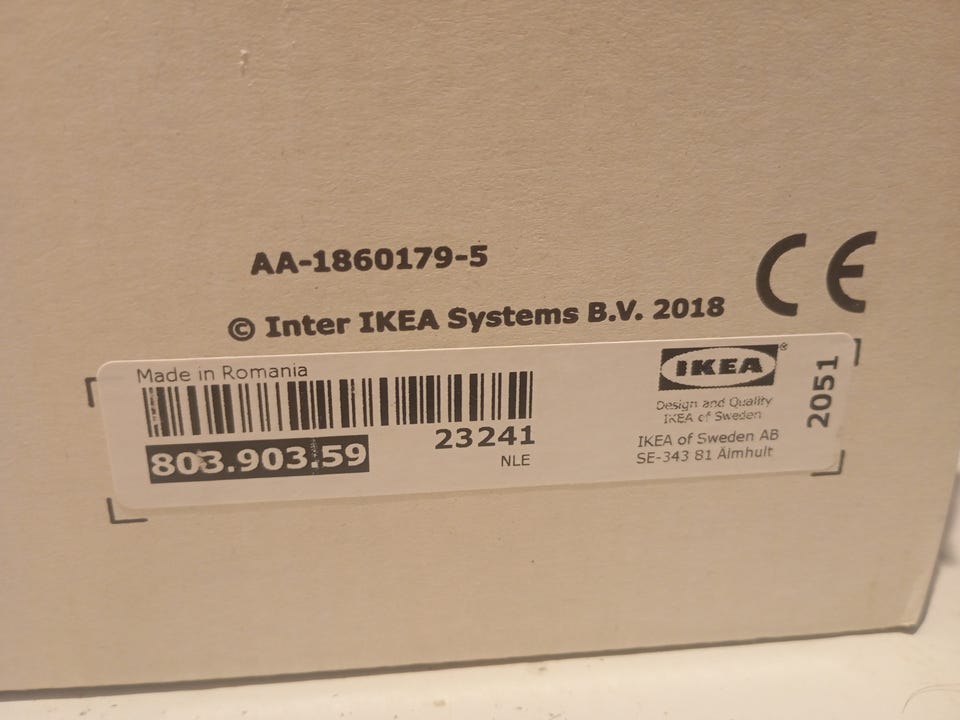 AA-1860179-5
CE
© Inter IKEA Systems B.V. 2018
Made in Romania
803.903.59
23241
NLE
IKEA®
Design and Quality
IKEA of Sweden
IKEA of Sweden AB
SE-343 81 Älmhult
2051